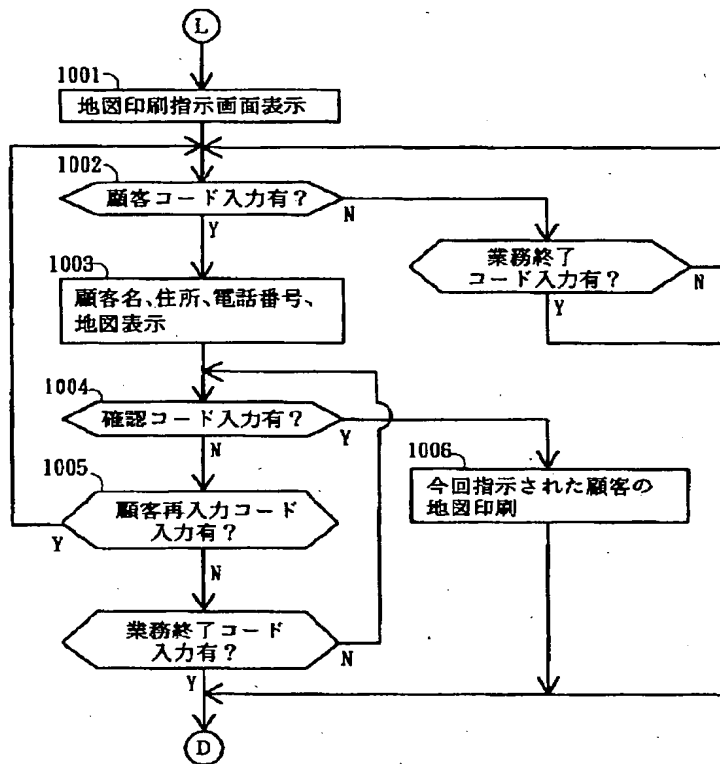 L
1001
地図印刷指示画面表示
1002
顧客コード入力有?
N
Y
業務終了
コード入力有?
N
Y
1003
顧客名、住所、電話番号、
地図表示
1004
確認コード入力有?
Y
N
1005
顧客再入力コード
入力有?
Y
N
1006
今回指示された顧客の
地図印刷
業務終了コード
入力有?
N
Y
D